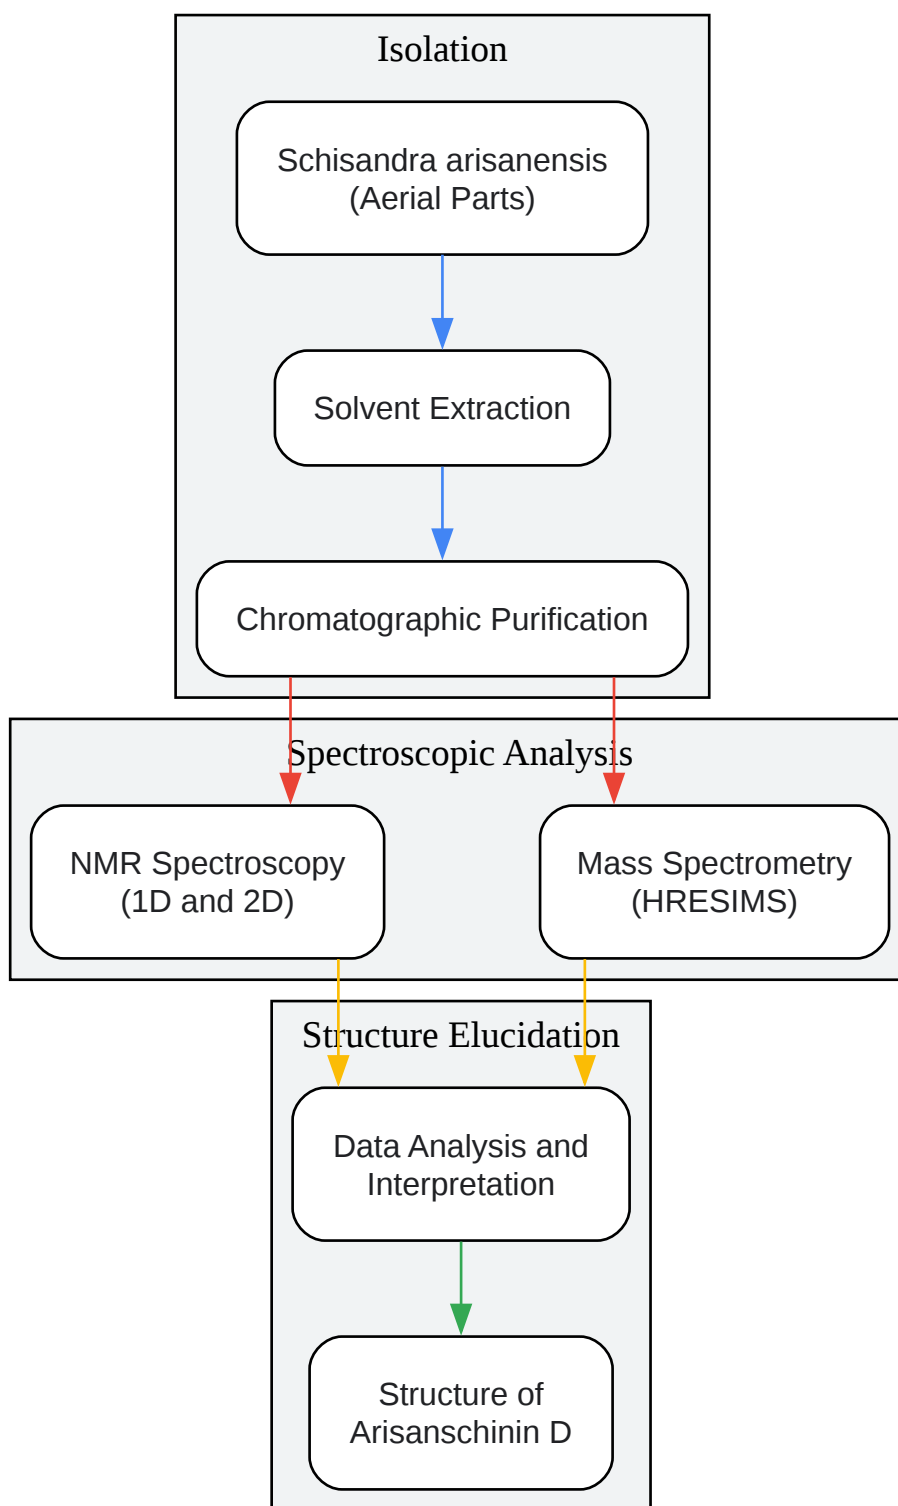 Isolation
Schisandra arisanensis
(Aerial Parts)
Solvent Extraction
Chromatographic Purification
Spectroscopic Analysis
NMR Spectroscopy
(1D and 2D)
Mass Spectrometry
(HRESIMS)
Structure Elucidation
Data Analysis and
Interpretation
Structure of
Arisanschinin D